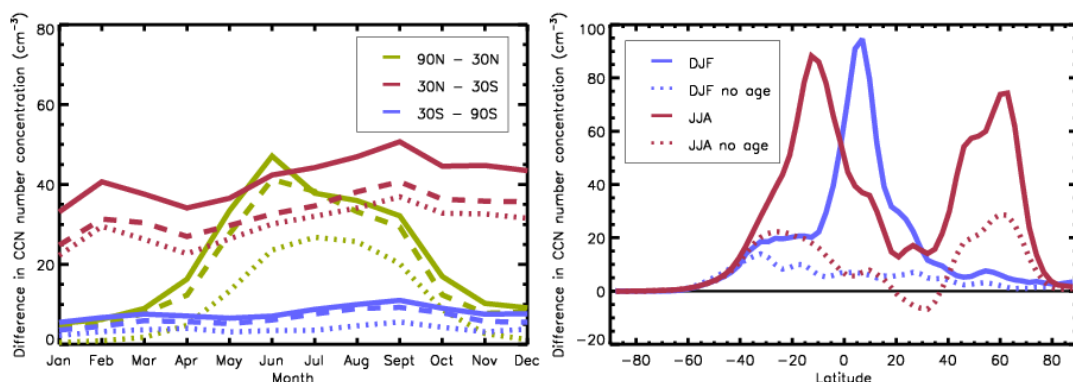 Difference in CCN number concentration (cm⁻³)
80
60
40
20
0
90N – 30N
30N – 30S
30S – 90S
Jan Feb Mar Apr May Jun Jul Aug Sept Oct Nov Dec
Month
Difference in CCN number concentration (cm⁻³)
100
80
60
40
20
0
−20
DJF
DJF no age
JJA
JJA no age
−80 −60 −40 −20 0 20 40 60 80
Latitude